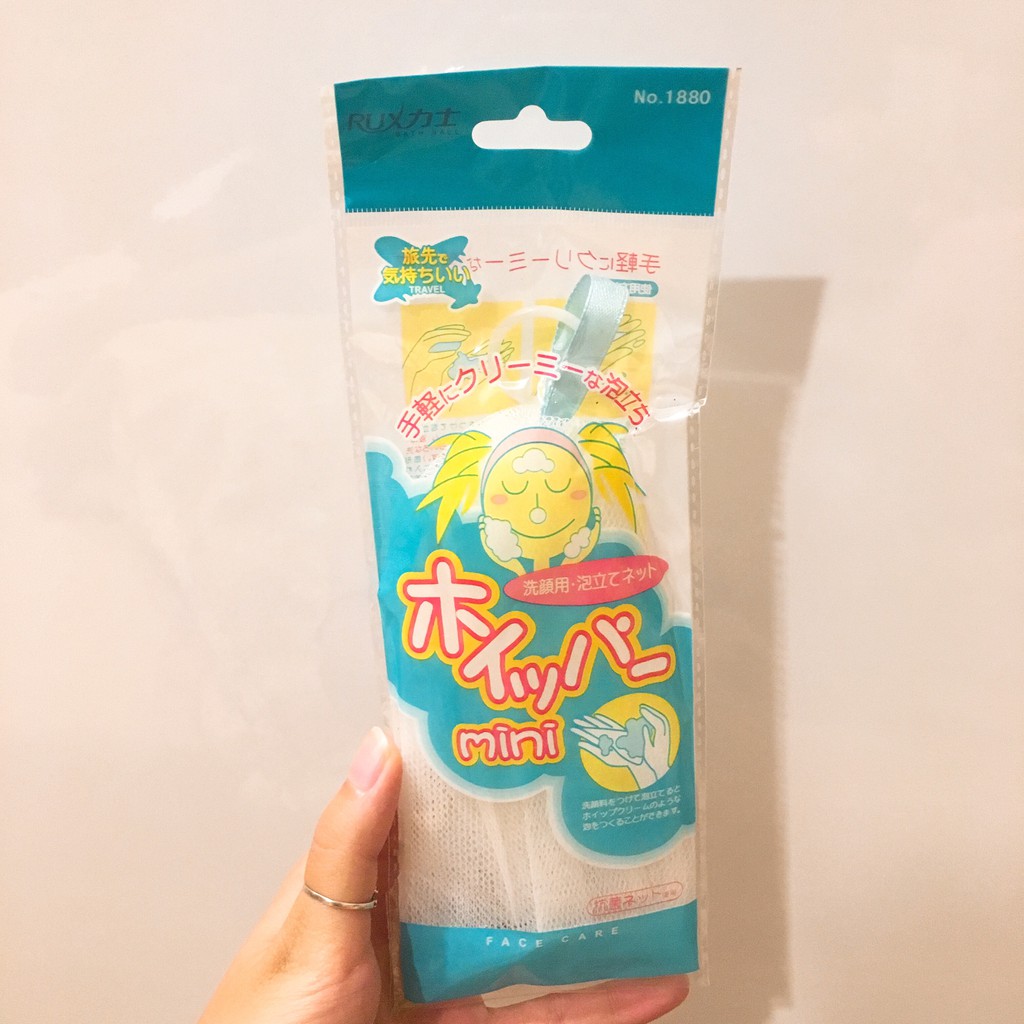 RUX力士
No.1880
旅先で
気持ちいい
TRAVEL
手軽にクリーミーな
手軽にクリーミーな泡立ち
洗顔用・泡立てネット
ホイッパー
mini
洗顔料をつけて泡立てると
ホイップクリームのような
泡をつくることができます。
抗菌ネット使用
FACE CARE